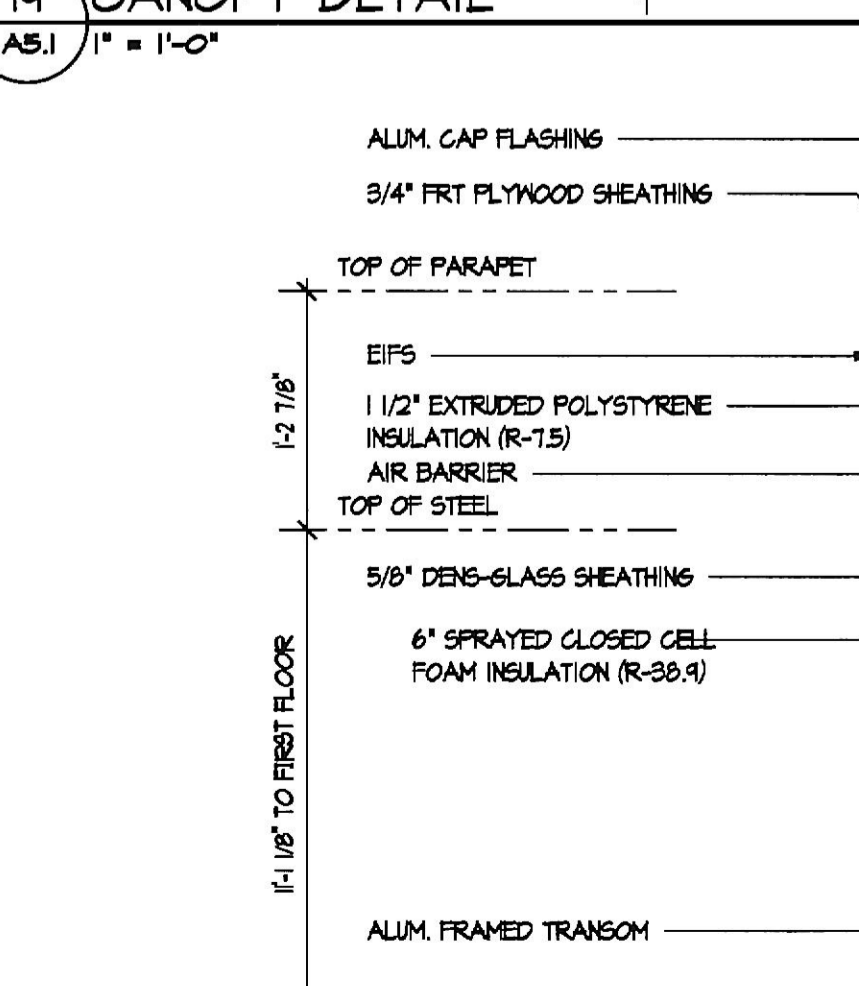 CANOPY DETAIL
A5.1 1" = 1'-0"
ALUM. CAP FLASHING
3/4" FRT PLYWOOD SHEATHING
TOP OF PARAPET
EIFS
1'-2 7/8"
1 1/2" EXTRUDED POLYSTYRENE
INSULATION (R-7.5)
AIR BARRIER
TOP OF STEEL
5/8" DENS-GLASS SHEATHING
6" SPRAYED CLOSED CELL
FOAM INSULATION (R-38.9)
11'-1 1/8" TO FIRST FLOOR
ALUM. FRAMED TRANSOM